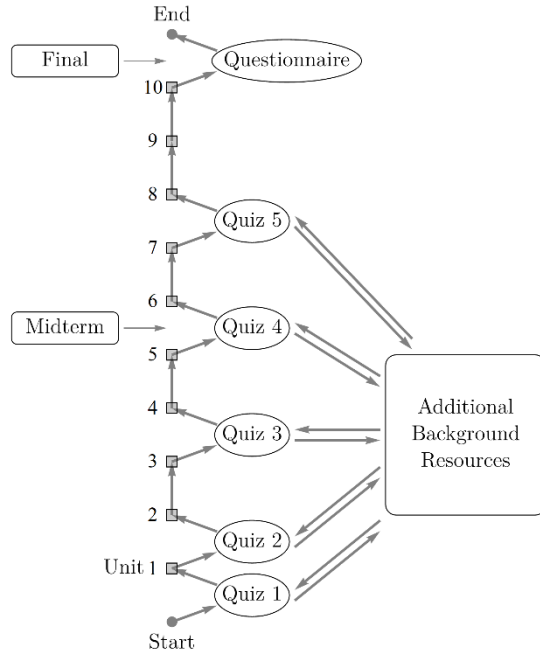 End
Final
Questionnaire
10
9
8
Quiz 5
7
6
Midterm
Quiz 4
5
Additional
Background
Resources
4
Quiz 3
3
2
Quiz 2
Unit 1
Quiz 1
Start